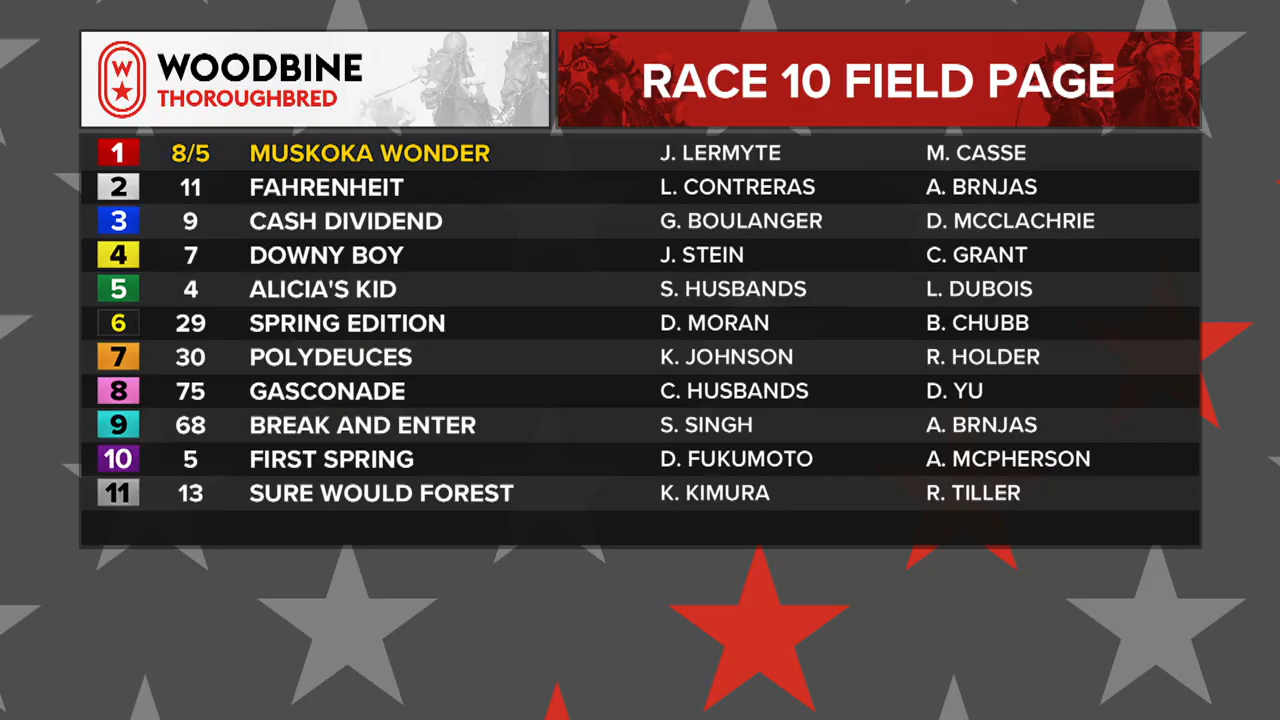 W
WOODBINE
THOROUGHBRED
RACE 10 FIELD PAGE
1 8/5 MUSKOKA WONDER J. LERMYTE M. CASSE
2 11 FAHRENHEIT L. CONTRERAS A. BRNJAS
3 9 CASH DIVIDEND G. BOULANGER D. MCCLACHRIE
4 7 DOWNY BOY J. STEIN C. GRANT
5 4 ALICIA'S KID S. HUSBANDS L. DUBOIS
6 29 SPRING EDITION D. MORAN B. CHUBB
7 30 POLYDEUCES K. JOHNSON R. HOLDER
8 75 GASCONADE C. HUSBANDS D. YU
9 68 BREAK AND ENTER S. SINGH A. BRNJAS
10 5 FIRST SPRING D. FUKUMOTO A. MCPHERSON
11 13 SURE WOULD FOREST K. KIMURA R. TILLER